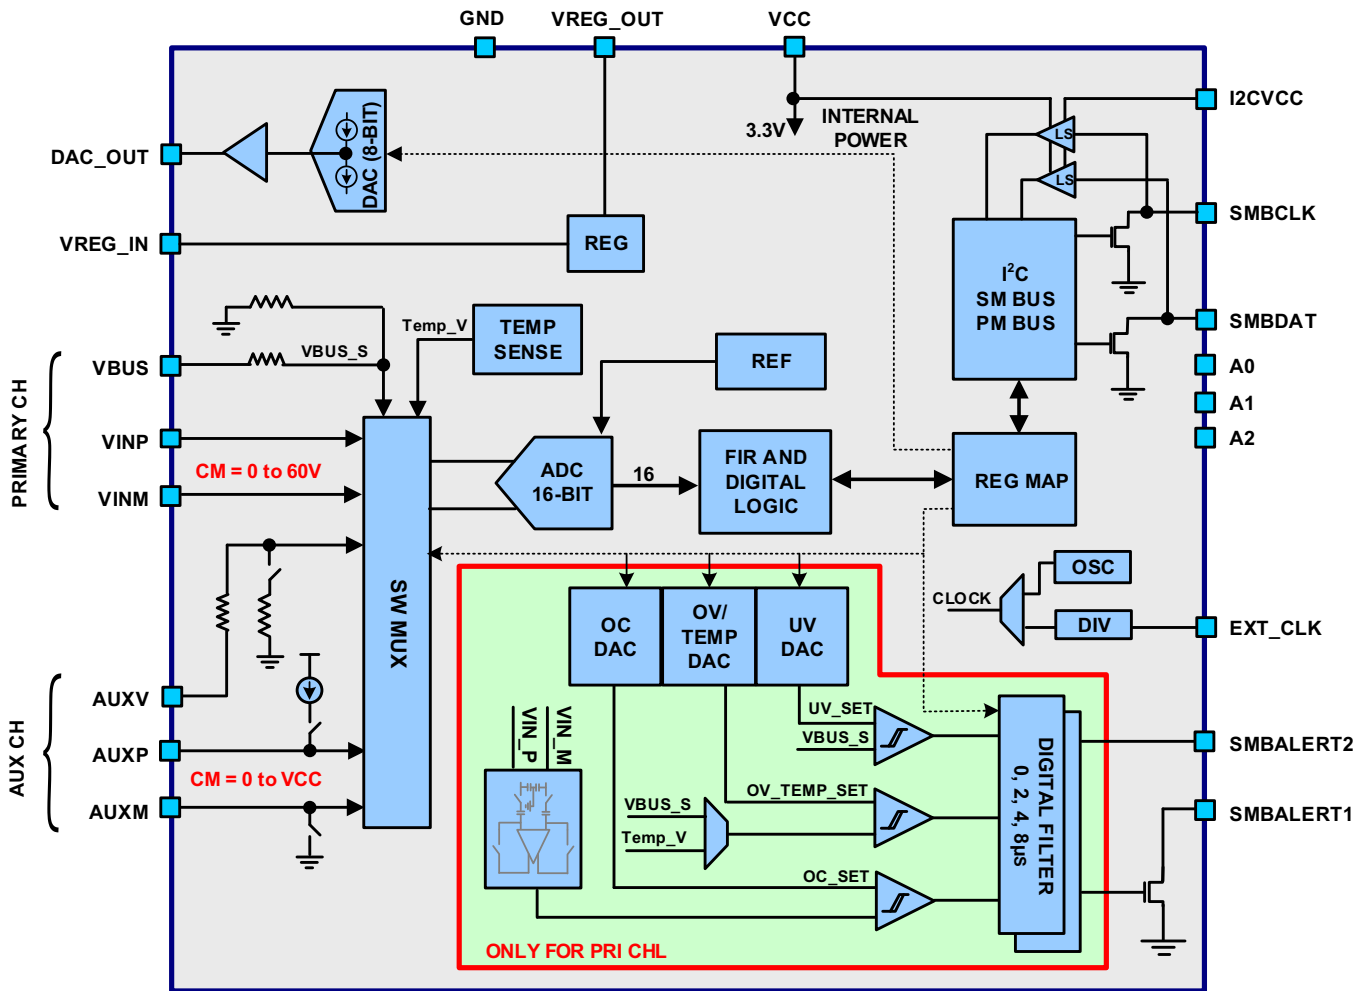 GND
VREG_OUT
VCC
I2CVCC
DAC (8-BIT)
DAC_OUT
3.3V
INTERNAL
POWER
LS
LS
SMBCLK
VREG_IN
REG
I²C
SM BUS
PM BUS
SMBDAT
Temp_V
TEMP
SENSE
VBUS_S
REF
PRIMARY CH
VBUS
A0
A1
A2
VINP
CM = 0 to 60V
VINM
ADC
16-BIT
16
FIR AND
DIGITAL
LOGIC
REG MAP
SW MUX
OSC
CLOCK
DIV
EXT_CLK
OC
DAC
OV/
TEMP
DAC
UV
DAC
AUX CH
AUXV
AUXP
CM = 0 to VCC
AUXM
VIN_P
VIN_M
UV_SET
VBUS_S
OV_TEMP_SET
VBUS_S
Temp_V
OC_SET
DIGITAL FILTER
0, 2, 4, 8µs
SMBALERT2
SMBALERT1
ONLY FOR PRI CHL